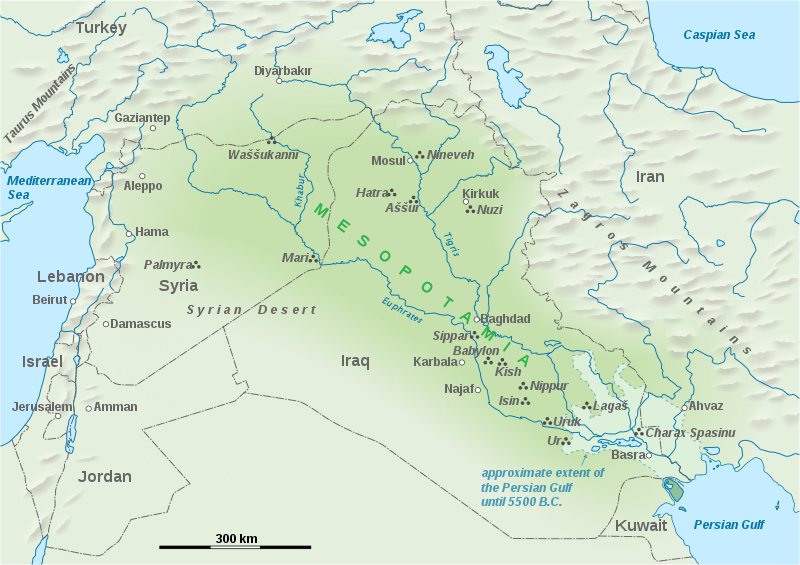 Turkey
Caspian Sea
Taurus Mountains
Diyarbakır
Gaziantep
Waššukanni
Mosul
Nineveh
Iran
Mediterranean
Sea
Aleppo
Khabur
Hatra
Aššur
Kirkuk
Nuzi
Zagros Mountains
MESOPOTAMIA
Hama
Tigris
Palmyra
Mari
Lebanon
Syria
Beirut
Syrian Desert
Euphrates
Damascus
Baghdad
Sippar
Babylon
Israel
Iraq
Karbala
Kish
Najaf
Nippur
Isin
Lagaš
Ahvaz
Jerusalem
Amman
Uruk
Ur
Charax Spasinu
Basra
Jordan
approximate extent of
the Persian Gulf
until 5500 B.C.
Kuwait
Persian Gulf
300 km